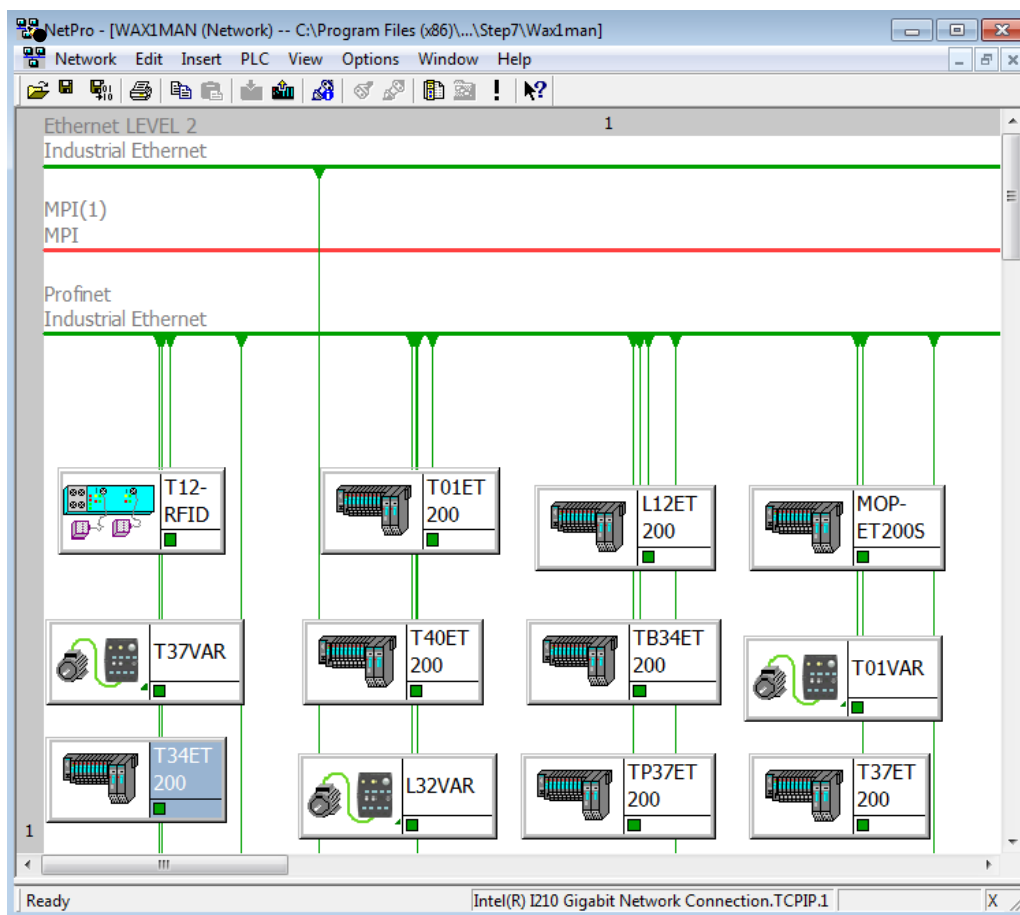 NetPro - [WAX1MAN (Network) -- C:\Program Files (x86)\...\Step7\Wax1man]
Network Edit Insert PLC View Options Window Help
Ethernet LEVEL 2
1
Industrial Ethernet
MPI(1)
MPI
Profinet
Industrial Ethernet
T12-
RFID
T01ET
200
L12ET
200
MOP-
ET200S
T37VAR
T40ET
200
TB34ET
200
T01VAR
T34ET
200
L32VAR
TP37ET
200
T37ET
200
1
Ready
Intel(R) I210 Gigabit Network Connection.TCPIP.1
X